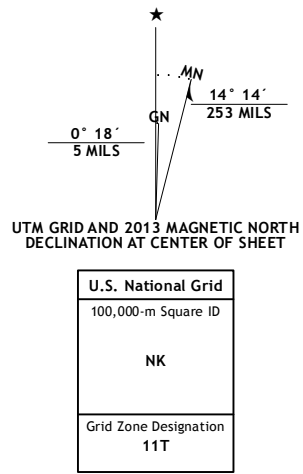 ★
MN
GN
14° 14´
253 MILS
0° 18´
5 MILS
UTM GRID AND 2013 MAGNETIC NORTH
DECLINATION AT CENTER OF SHEET
U.S. National Grid
100,000-m Square ID
NK
Grid Zone Designation
11T